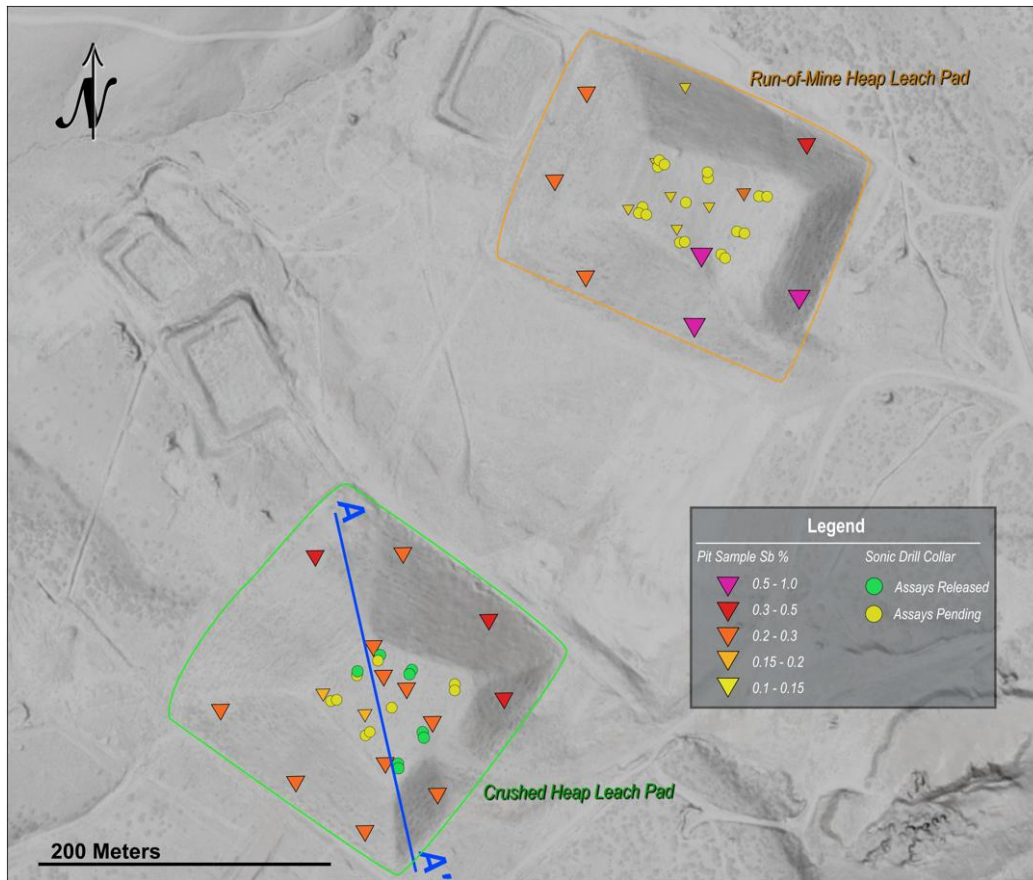 N
Run-of-Mine Heap Leach Pad
A
Legend
Pit Sample Sb %
Sonic Drill Collar
0.5 - 1.0
Assays Released
0.3 - 0.5
Assays Pending
0.2 - 0.3
0.15 - 0.2
0.1 - 0.15
Crushed Heap Leach Pad
200 Meters
A'